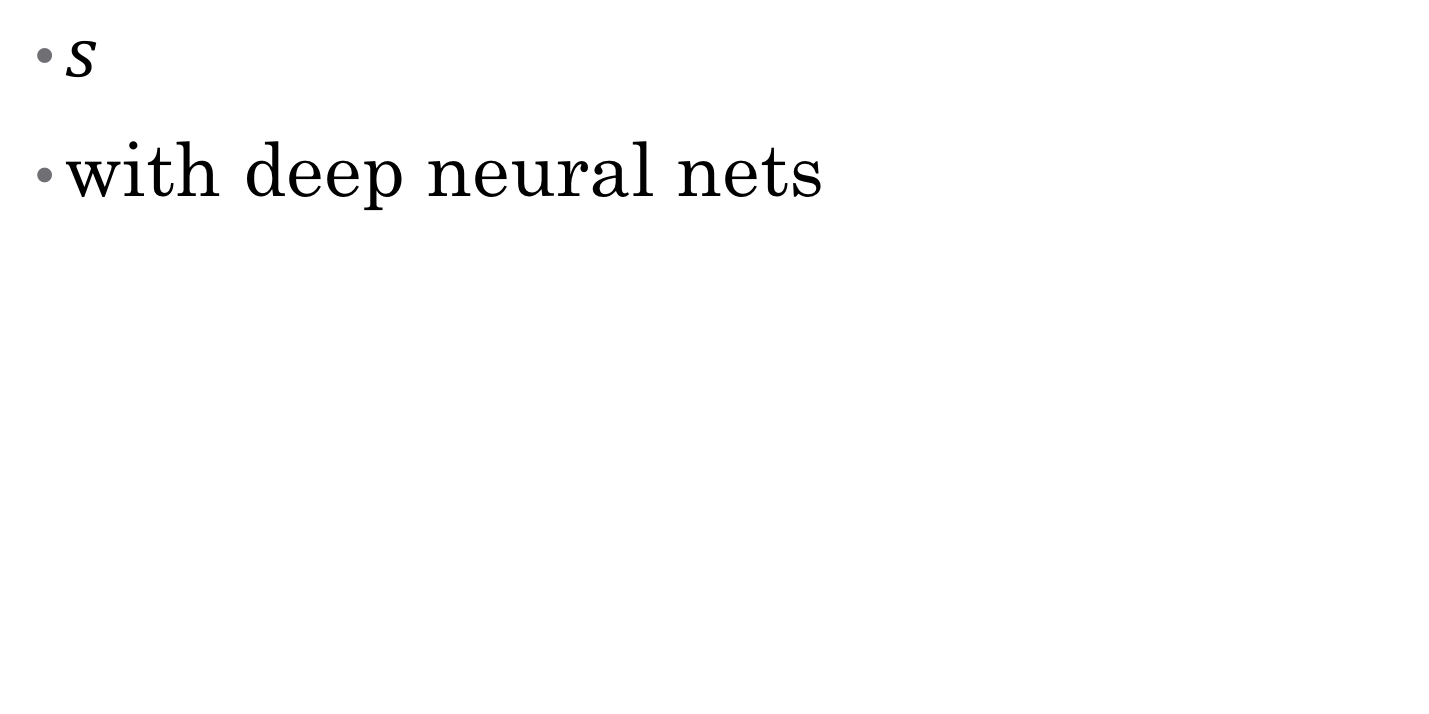 • s
• with deep neural nets